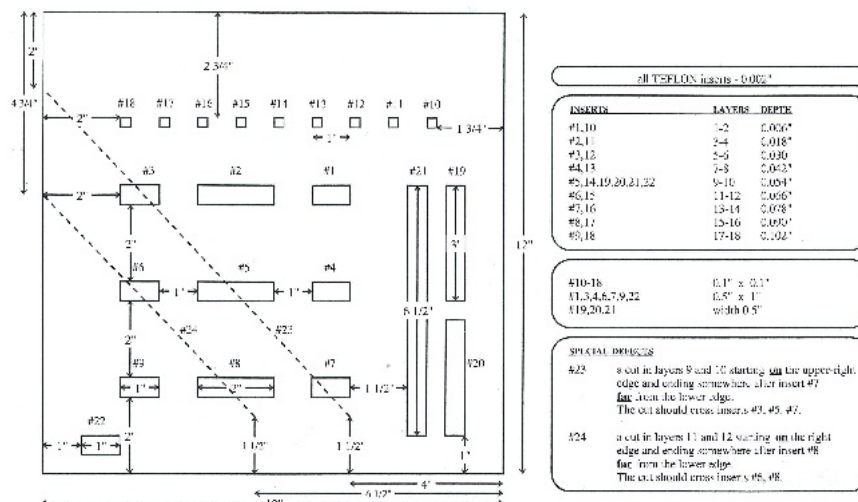 2"
2 3/4"
4 3/4"
#18 #17 #16 #15 #14 #13 #12 #11 #10
2"
1"
1 3/4"
#3 #2 #1 #21 #19
2"
2"
3"
12"
#6 #5 #4
1" 1"
6 1/2"
#24 #23
2"
#9 #8 #7 #20
1" 2" 1 1/2"
#22
2"
1" 1"
1 1/2" 1 1/2" 1"
4"
6 1/2"
all TEFLON inserts - 0.002"
INSERTS LAYERS DEPTH
#1,10 1-2 0.006"
#2,11 3-4 0.018"
#3,12 5-6 0.030
#4,13 7-8 0.042"
#5,14,19,20,21,22 9-10 0.054"
#6,15 11-12 0.066"
#7,16 13-14 0.078"
#8,17 15-16 0.090"
#9,18 17-18 0.102"
#10-18 0.1" x 0.1"
#1,3,4,6,7,9,22 0.5" x 1"
#19,20,21 width 0.5"
SPECIAL DEFECTS
#23 a cut in layers 9 and 10 starting on the upper-right
edge and ending somewhere after insert #7
far from the lower edge.
The cut should cross inserts #3, #5, #7.
#24 a cut in layers 11 and 12 starting on the right
edge and ending somewhere after insert #8
far from the lower edge
The cut should cross inserts #6, #8.